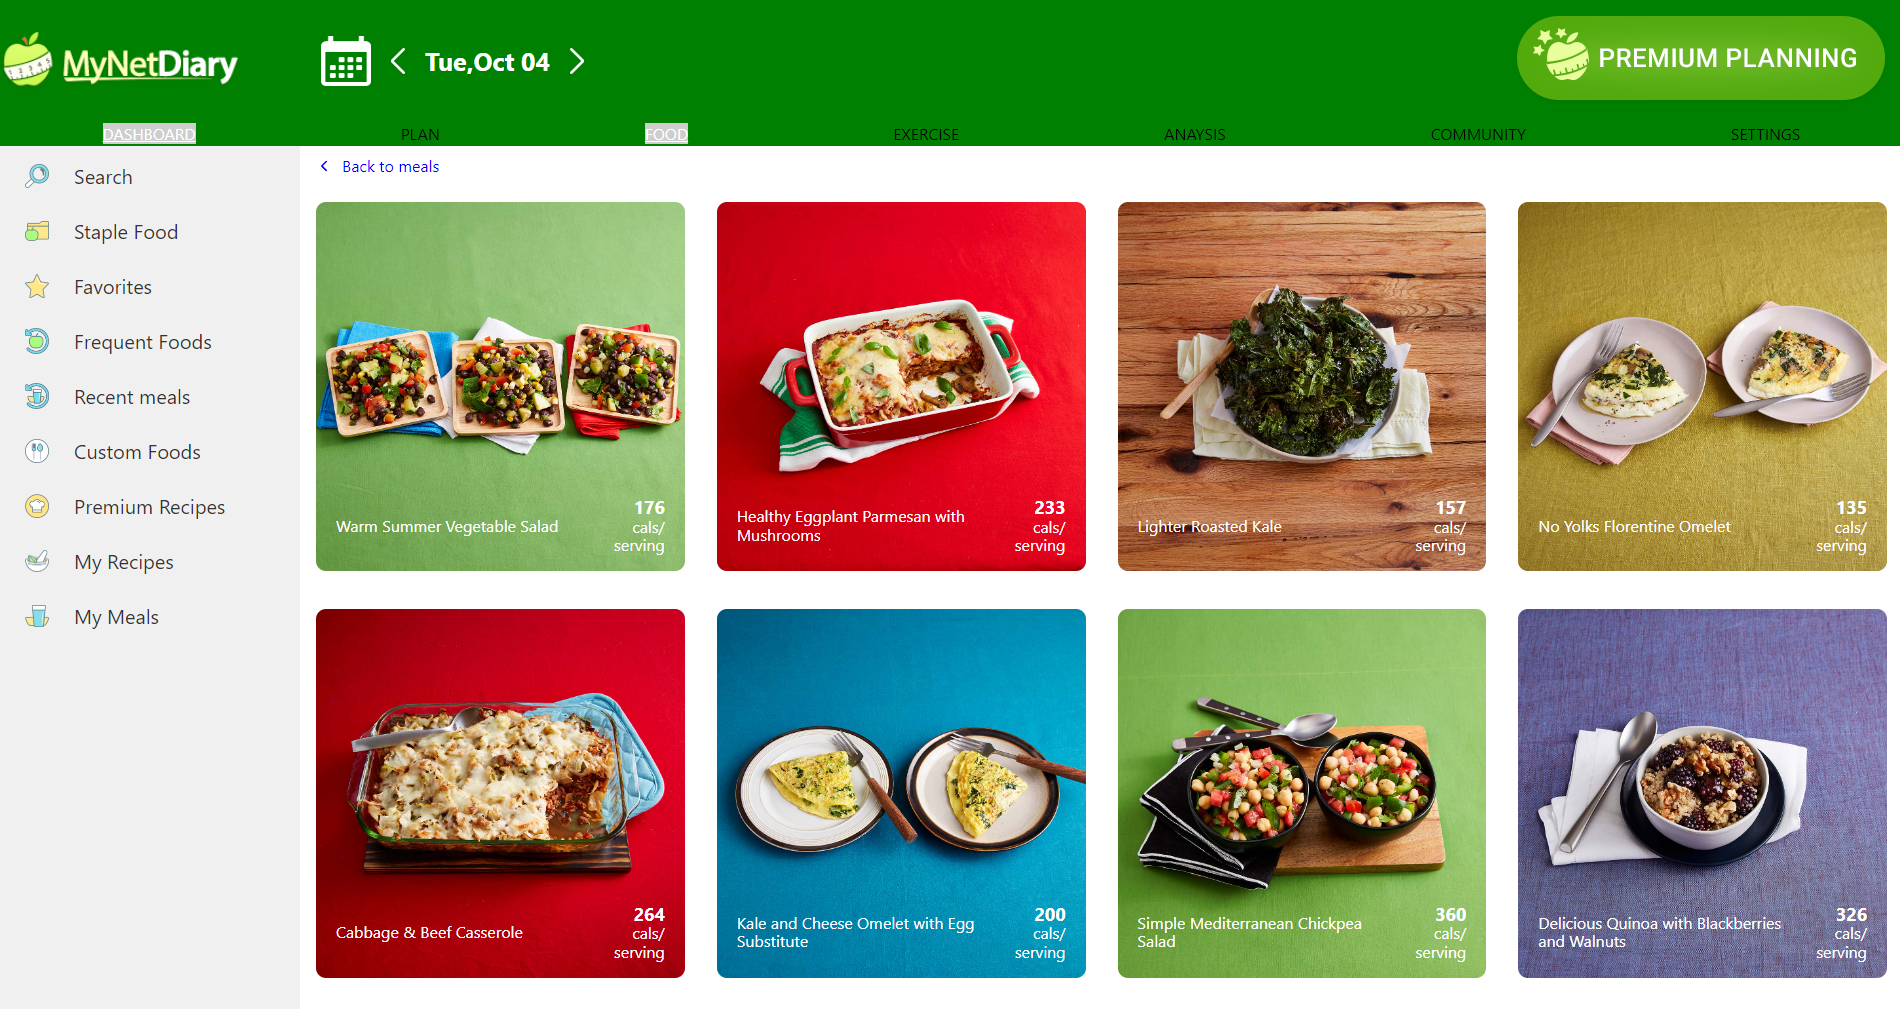 MyNetDiary
Tue,Oct 04
PREMIUM PLANNING
DASHBOARD
PLAN
FOOD
EXERCISE
ANAYSIS
COMMUNITY
SETTINGS
Search
Staple Food
Favorites
Frequent Foods
Recent meals
Custom Foods
Premium Recipes
My Recipes
My Meals
Back to meals
Warm Summer Vegetable Salad
176
cals/
serving
Healthy Eggplant Parmesan with
Mushrooms
233
cals/
serving
Lighter Roasted Kale
157
cals/
serving
No Yolks Florentine Omelet
135
cals/
serving
Cabbage & Beef Casserole
264
cals/
serving
Kale and Cheese Omelet with Egg
Substitute
200
cals/
serving
Simple Mediterranean Chickpea
Salad
360
cals/
serving
Delicious Quinoa with Blackberries
and Walnuts
326
cals/
serving